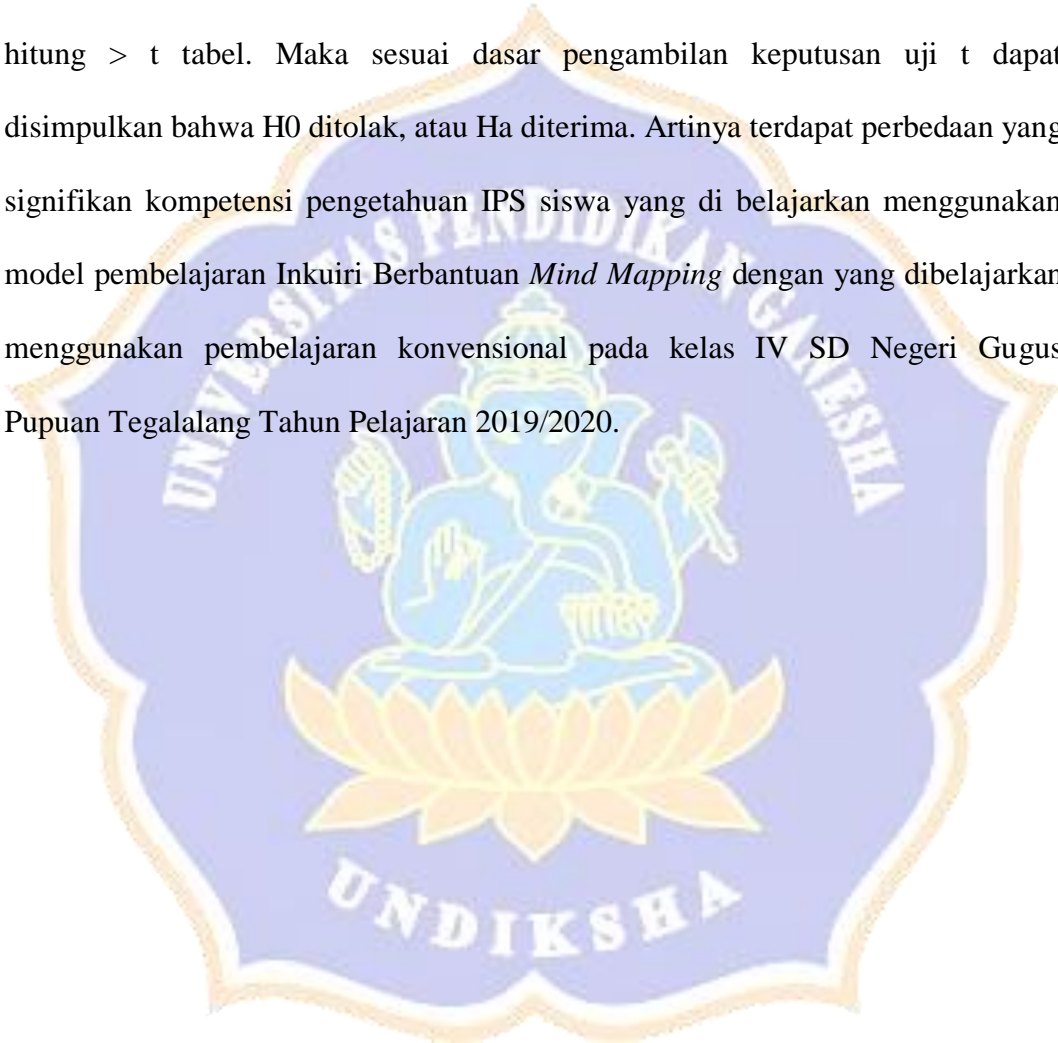 hitung > t tabel. Maka sesuai dasar pengambilan keputusan uji t dapat
disimpulkan bahwa H0 ditolak, atau Ha diterima. Artinya terdapat perbedaan yang
signifikan kompetensi pengetahuan IPS siswa yang di belajarkan menggunakan
model pembelajaran Inkuiri Berbantuan Mind Mapping dengan yang dibelajarkan
menggunakan pembelajaran konvensional pada kelas IV SD Negeri Gugus
Pupuan Tegalalang Tahun Pelajaran 2019/2020.
UNIVERSITAS PENDIDIKAN GANESHA
UNDIKSHA